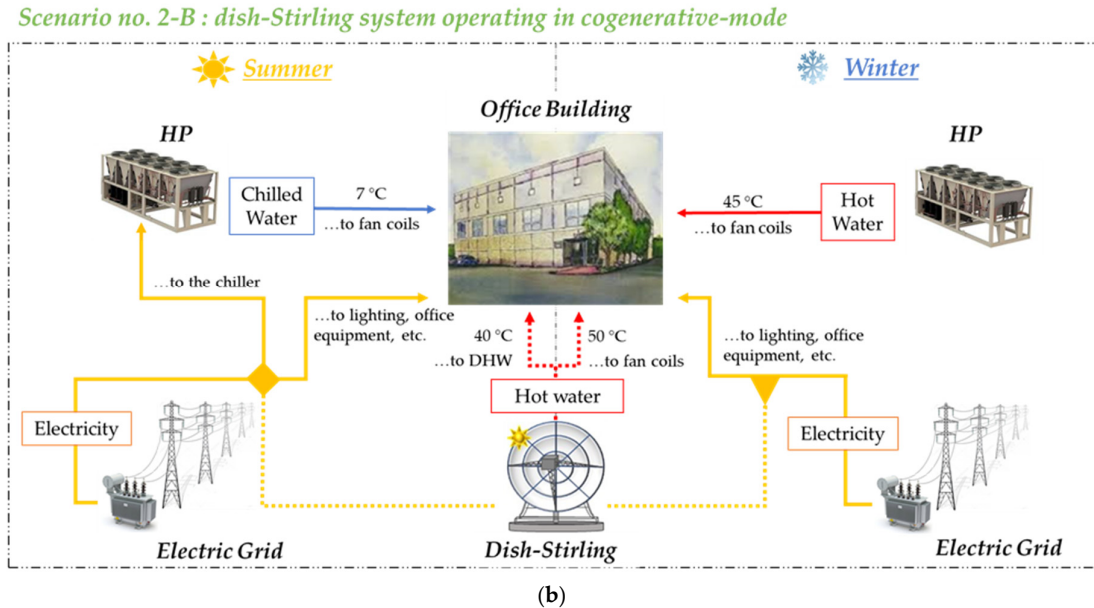 Scenario no. 2-B : dish-Stirling system operating in cogenerative-mode
Summer
Winter
Office Building
HP
HP
Chilled
Water
7 °C
…to fan coils
45 °C
…to fan coils
Hot
Water
…to the chiller
…to lighting, office
equipment, etc.
40 °C
…to DHW
50 °C
…to fan coils
…to lighting, office
equipment, etc.
Hot water
Electricity
Electricity
Electric Grid
Dish-Stirling
Electric Grid
(b)